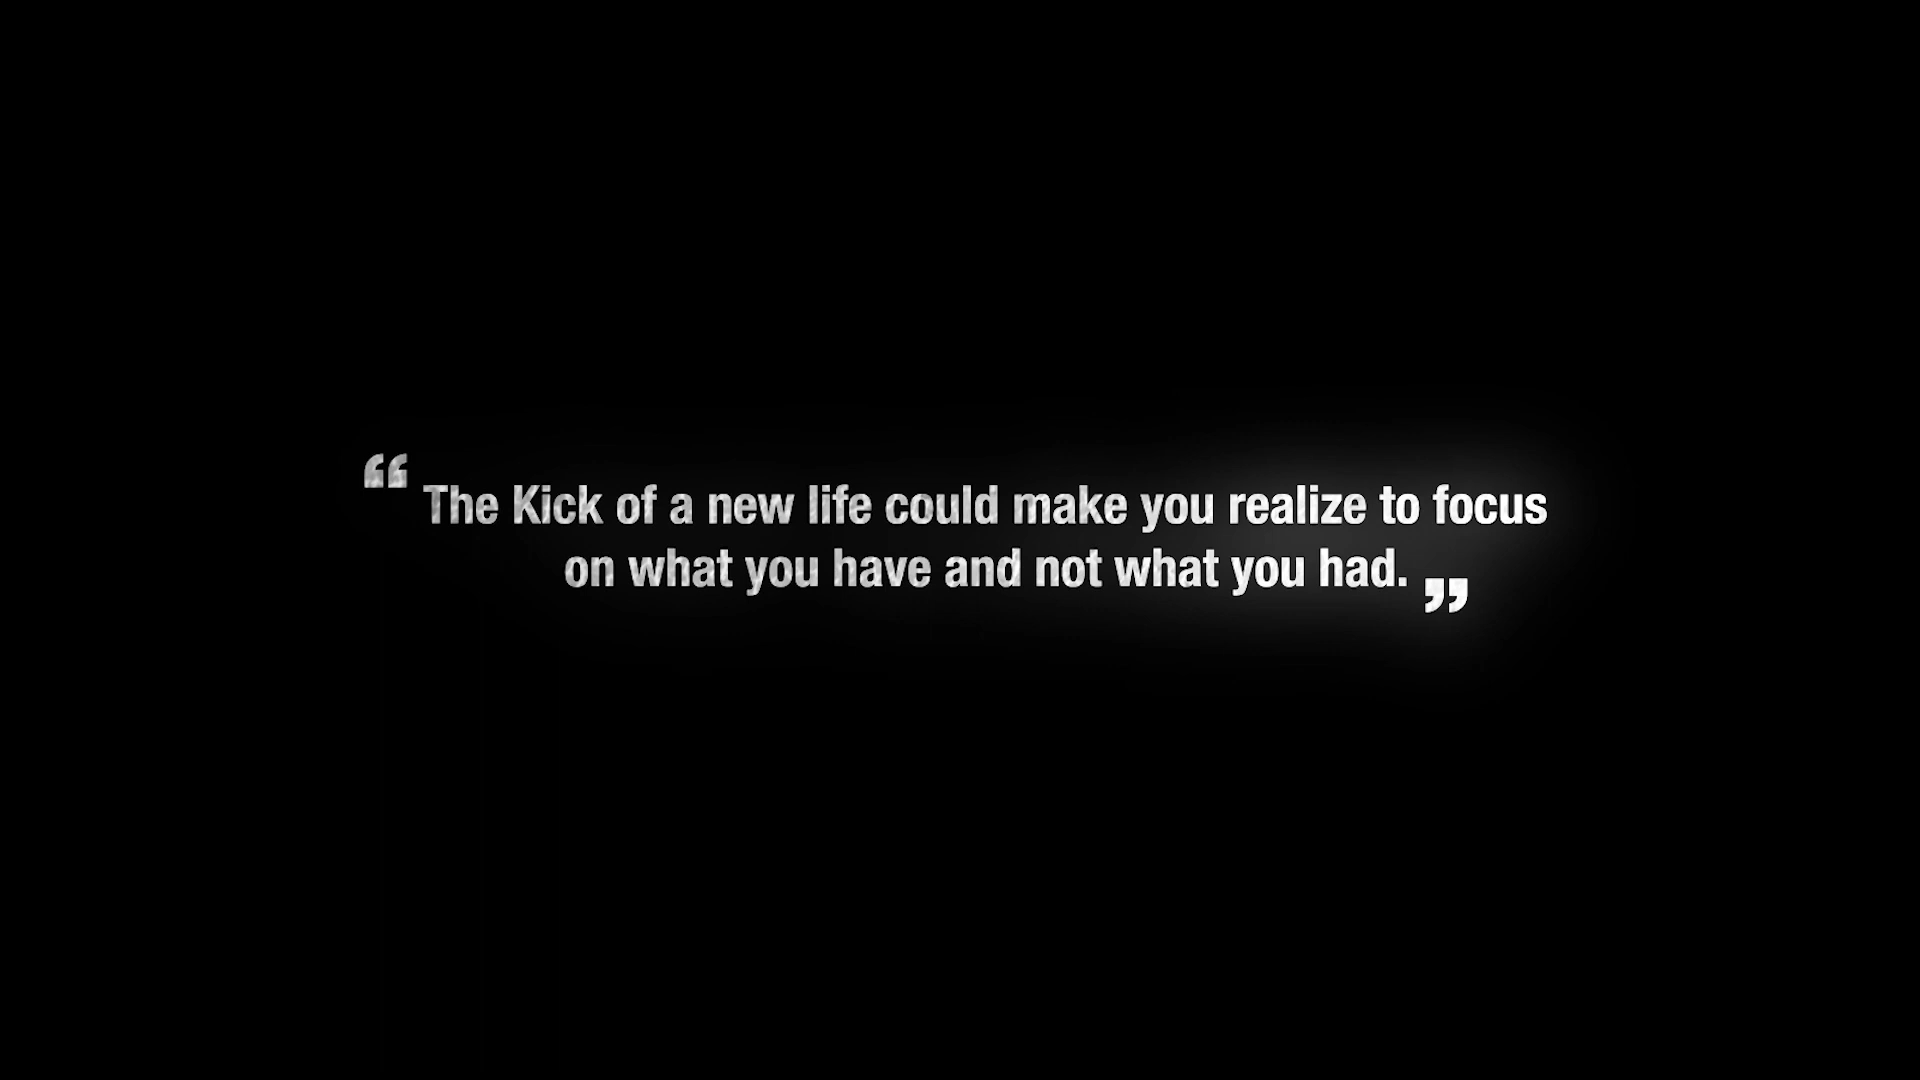 “ The Kick of a new life could make you realize to focus
on what you have and not what you had. ”